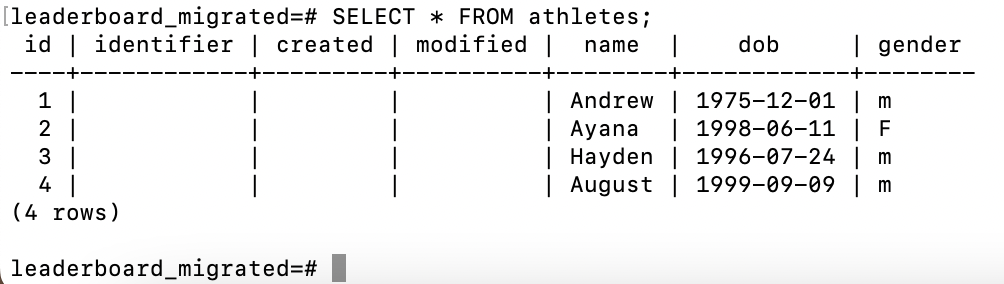 [leaderboard_migrated=# SELECT * FROM athletes;
 id | identifier | created | modified |  name  |    dob     | gender
----+------------+---------+----------+--------+------------+--------
  1 |            |         |          | Andrew | 1975-12-01 | m
  2 |            |         |          | Ayana  | 1998-06-11 | F
  3 |            |         |          | Hayden | 1996-07-24 | m
  4 |            |         |          | August | 1999-09-09 | m
(4 rows)
leaderboard_migrated=#